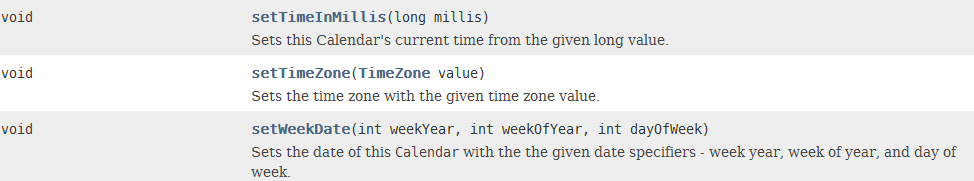 void setTimeInMillis(long millis)
Sets this Calendar's current time from the given long value.
void setTimeZone(TimeZone value)
Sets the time zone with the given time zone value.
void setWeekDate(int weekYear, int weekOfYear, int dayOfWeek)
Sets the date of this Calendar with the the given date specifiers - week year, week of year, and day of
week.